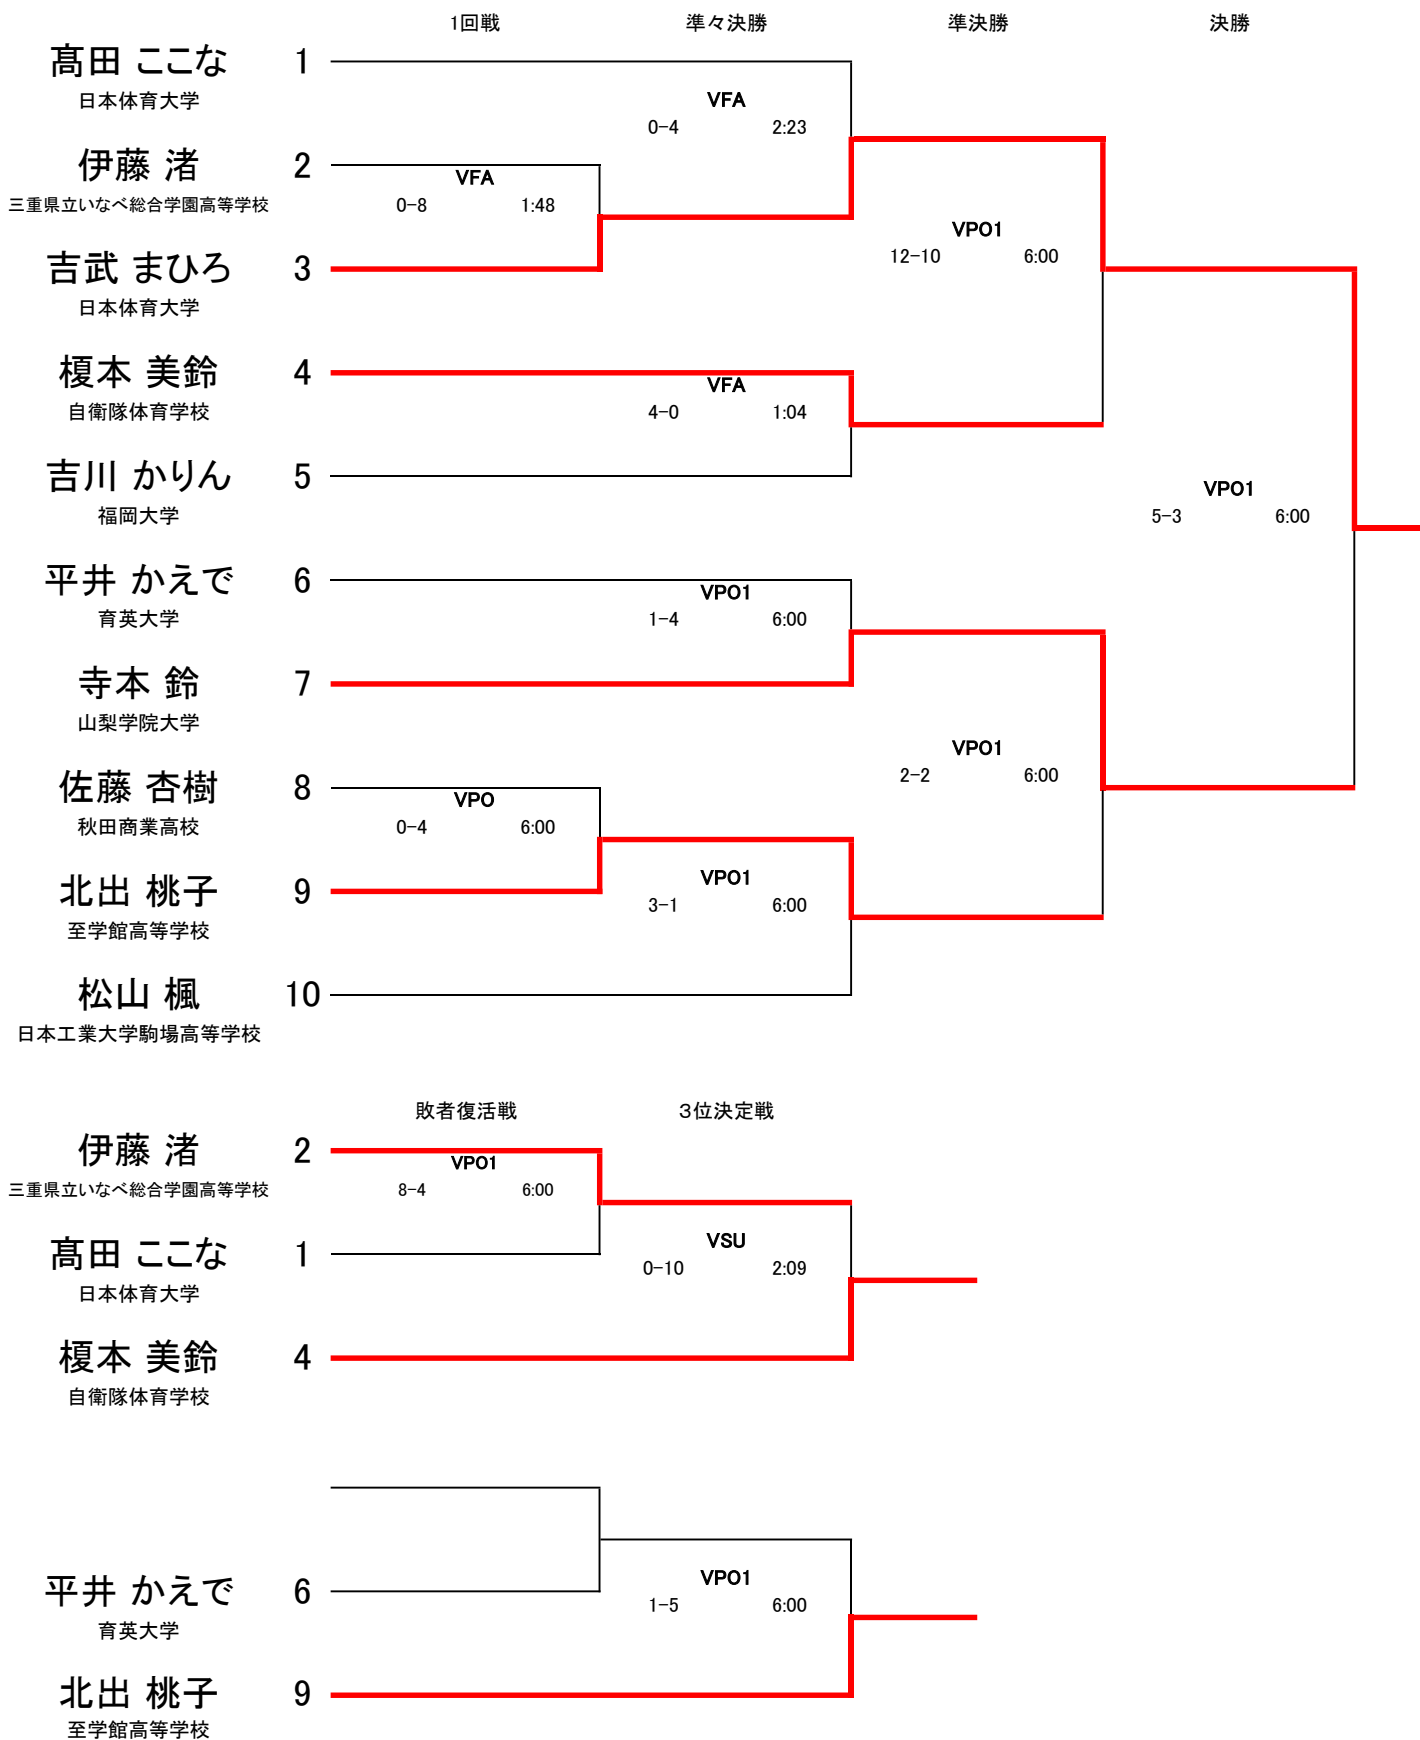 1回戦 準々決勝 準決勝 決勝
髙田 ここな 1
日本体育大学
VFA
0-4 2:23
伊藤 渚 2
三重県立いなべ総合学園高等学校
VFA
0-8 1:48
吉武 まひろ 3
日本体育大学
VPO1
12-10 6:00
榎本 美鈴 4
自衛隊体育学校
VFA
4-0 1:04
吉川 かりん 5
福岡大学
VPO1
5-3 6:00
平井 かえで 6
育英大学
VPO1
1-4 6:00
寺本 鈴 7
山梨学院大学
VPO1
2-2 6:00
佐藤 杏樹 8
秋田商業高校
VPO
0-4 6:00
北出 桃子 9
至学館高等学校
VPO1
3-1 6:00
松山 楓 10
日本工業大学駒場高等学校
敗者復活戦 3位決定戦
伊藤 渚 2
三重県立いなべ総合学園高等学校
VPO1
8-4 6:00
髙田 ここな 1
日本体育大学
VSU
0-10 2:09
榎本 美鈴 4
自衛隊体育学校
平井 かえで 6
育英大学
VPO1
1-5 6:00
北出 桃子 9
至学館高等学校